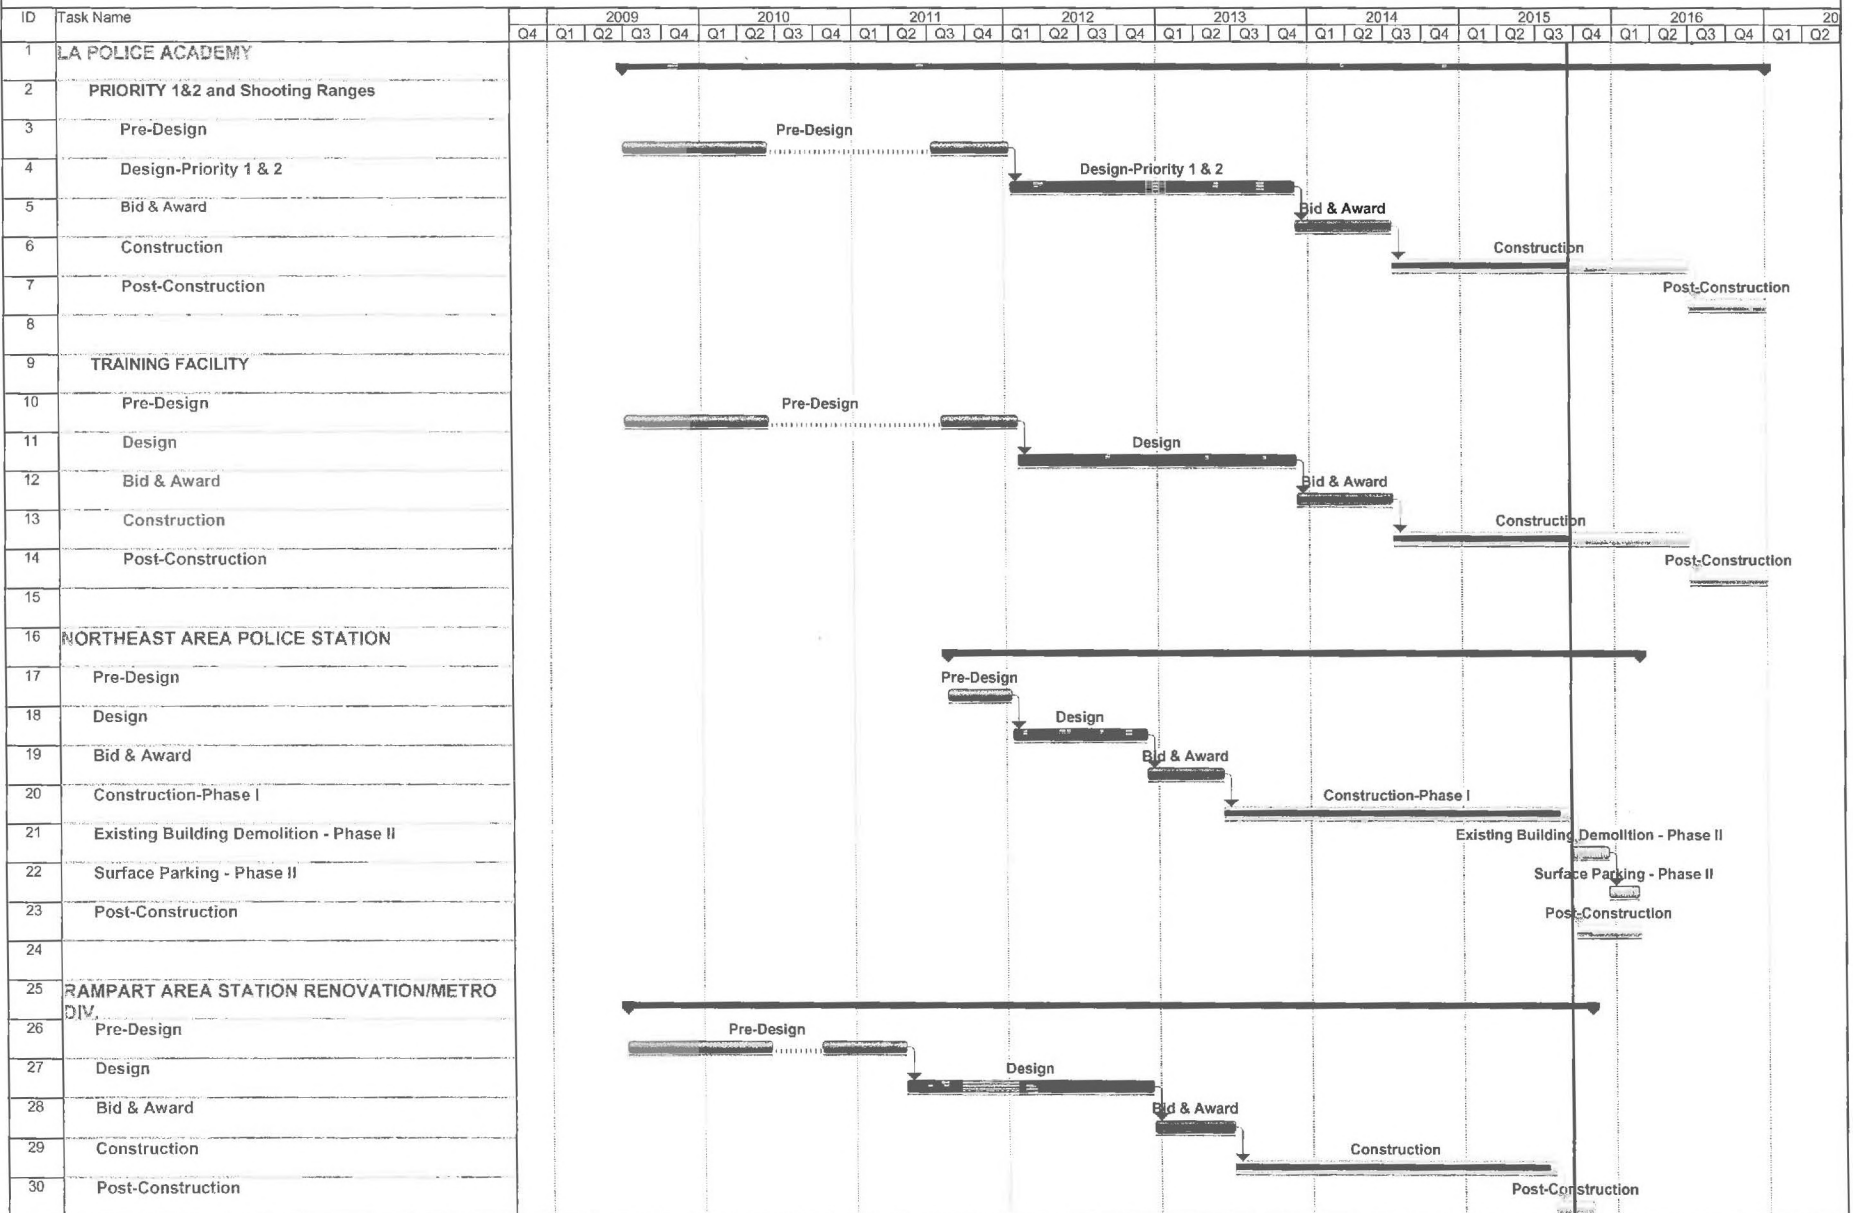 ID Task Name 2009 2010 2011 2012 2013 2014 2015 2016 20
Q4 Q1 Q2 Q3 Q4 Q1 Q2 Q3 Q4 Q1 Q2 Q3 Q4 Q1 Q2 Q3 Q4 Q1 Q2 Q3 Q4 Q1 Q2 Q3 Q4 Q1 Q2 Q3 Q4 Q1 Q2 Q3 Q4 Q1 Q2
1 LA POLICE ACADEMY
2 PRIORITY 1&2 and Shooting Ranges
3 Pre-Design Pre-Design
4 Design-Priority 1 & 2 Design-Priority 1 & 2
5 Bid & Award Bid & Award
6 Construction Construction
7 Post-Construction Post-Construction
8
9 TRAINING FACILITY
10 Pre-Design Pre-Design
11 Design Design
12 Bid & Award Bid & Award
13 Construction Construction
14 Post-Construction Post-Construction
15
16 NORTHEAST AREA POLICE STATION
17 Pre-Design Pre-Design
18 Design Design
19 Bid & Award Bid & Award
20 Construction-Phase I Construction-Phase I
21 Existing Building Demolition - Phase II Existing Building Demolition - Phase II
22 Surface Parking - Phase II Surface Parking - Phase II
23 Post-Construction Post-Construction
24
25 RAMPART AREA STATION RENOVATION/METRO
DIV.
26 Pre-Design Pre-Design
27 Design Design
28 Bid & Award Bid & Award
29 Construction Construction
30 Post-Construction Post-Construction